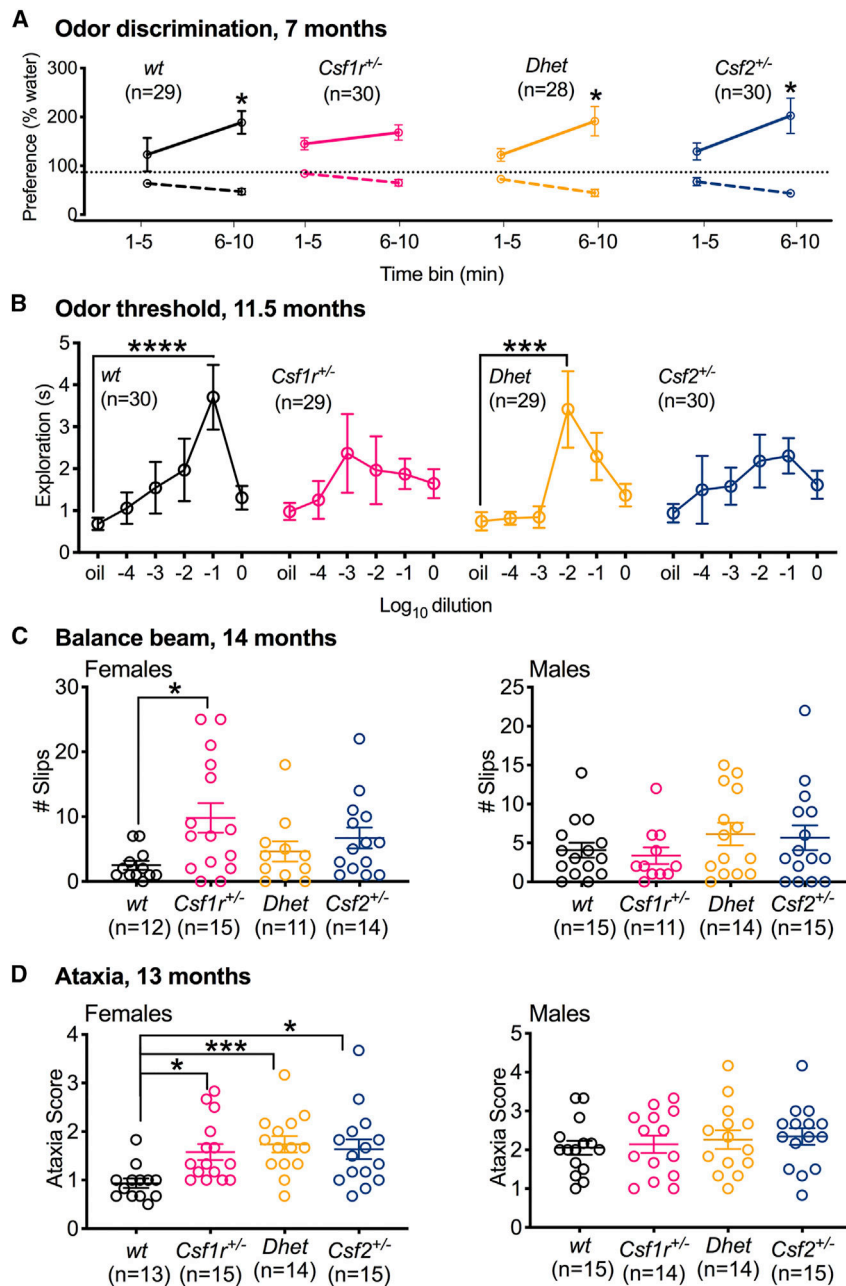 A Odor discrimination, 7 months
wt Csf1r+/- Dhet Csf2+/-
(n=29) (n=30) (n=28) (n=30)
* * *
Preference (% water)
300
200
100
0
1-5 6-10 1-5 6-10 1-5 6-10 1-5 6-10
Time bin (min)
B Odor threshold, 11.5 months
Exploration (s)
5
4
3
2
1
0
**** ***
wt Csf1r+/- Dhet Csf2+/-
(n=30) (n=29) (n=29) (n=30)
oil -4 -3 -2 -1 0 oil -4 -3 -2 -1 0 oil -4 -3 -2 -1 0 oil -4 -3 -2 -1 0
Log10 dilution
C Balance beam, 14 months
Females
# Slips
30
20
10
0
*
wt Csf1r+/- Dhet Csf2+/-
(n=12) (n=15) (n=11) (n=14)
Males
# Slips
25
20
15
10
5
0
wt Csf1r+/- Dhet Csf2+/-
(n=15) (n=11) (n=14) (n=15)
D Ataxia, 13 months
Females
Ataxia Score
4
3
2
1
0
*
***
*
wt Csf1r+/- Dhet Csf2+/-
(n=13) (n=15) (n=14) (n=15)
Males
Ataxia Score
5
4
3
2
1
0
wt Csf1r+/- Dhet Csf2+/-
(n=15) (n=14) (n=14) (n=15)